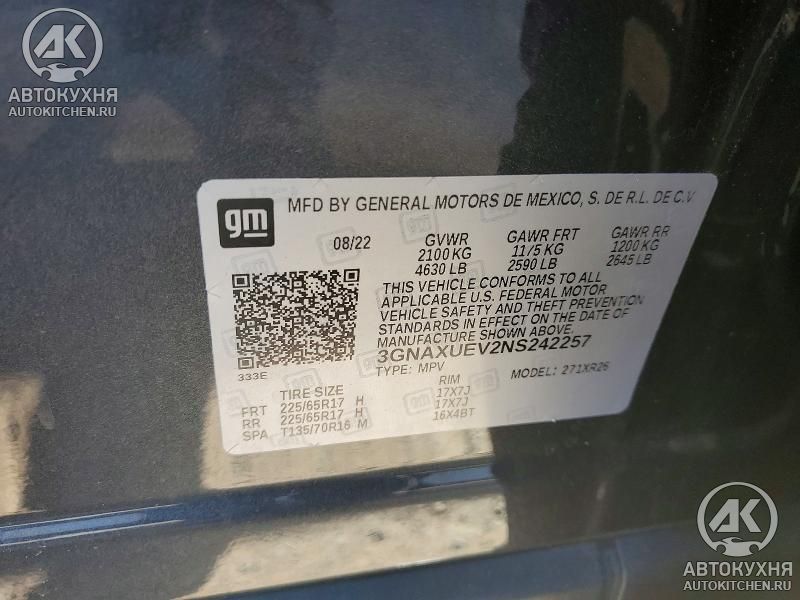 AK
АВТОКУХНЯ
AUTOKITCHEN.RU
gm
MFD BY GENERAL MOTORS DE MEXICO, S. DE R.L. DE C.V
08/22 GVWR GAWR FRT GAWR RR
2100 KG 1175 KG 1200 KG
4630 LB 2590 LB 2645 LB
THIS VEHICLE CONFORMS TO ALL
APPLICABLE U.S. FEDERAL MOTOR
VEHICLE SAFETY AND THEFT PREVENTION
STANDARDS IN EFFECT ON THE DATE OF
MANUFACTURE SHOWN ABOVE.
3GNAXUEV2NS242257
TYPE: MPV MODEL: 271XR26
333E
TIRE SIZE RIM
FRT 225/65R17 H 17X7J
RR 225/65R17 H 17X7J
SPA T135/70R16 M 16X4BT
AK
АВТОКУХНЯ
AUTOKITCHEN.RU